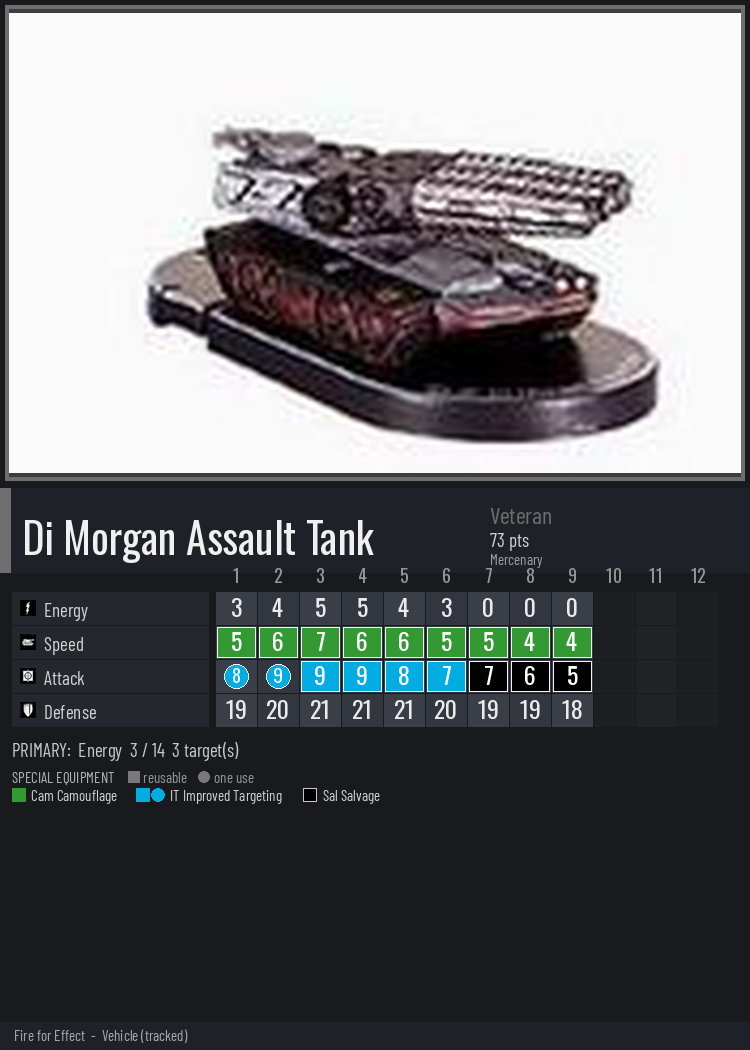 Di Morgan Assault Tank
Veteran
73 pts
Mercenary
1 2 3 4 5 6 7 8 9 10 11 12
Energy 3 4 5 5 4 3 0 0 0
Speed 5 6 7 6 6 5 5 4 4
Attack 8 9 9 9 8 7 7 6 5
Defense 19 20 21 21 21 20 19 19 18
PRIMARY: Energy 3 / 14 3 target(s)
SPECIAL EQUIPMENT reusable one use
Cam Camouflage IT Improved Targeting Sal Salvage
Fire for Effect - Vehicle (tracked)